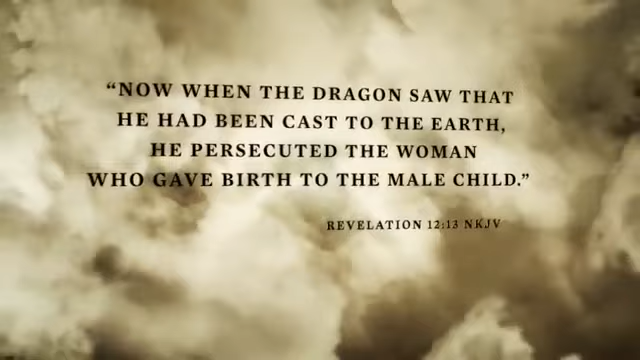 “NOW WHEN THE DRAGON SAW THAT
HE HAD BEEN CAST TO THE EARTH,
HE PERSECUTED THE WOMAN
WHO GAVE BIRTH TO THE MALE CHILD.”
REVELATION 12:13 NKJV